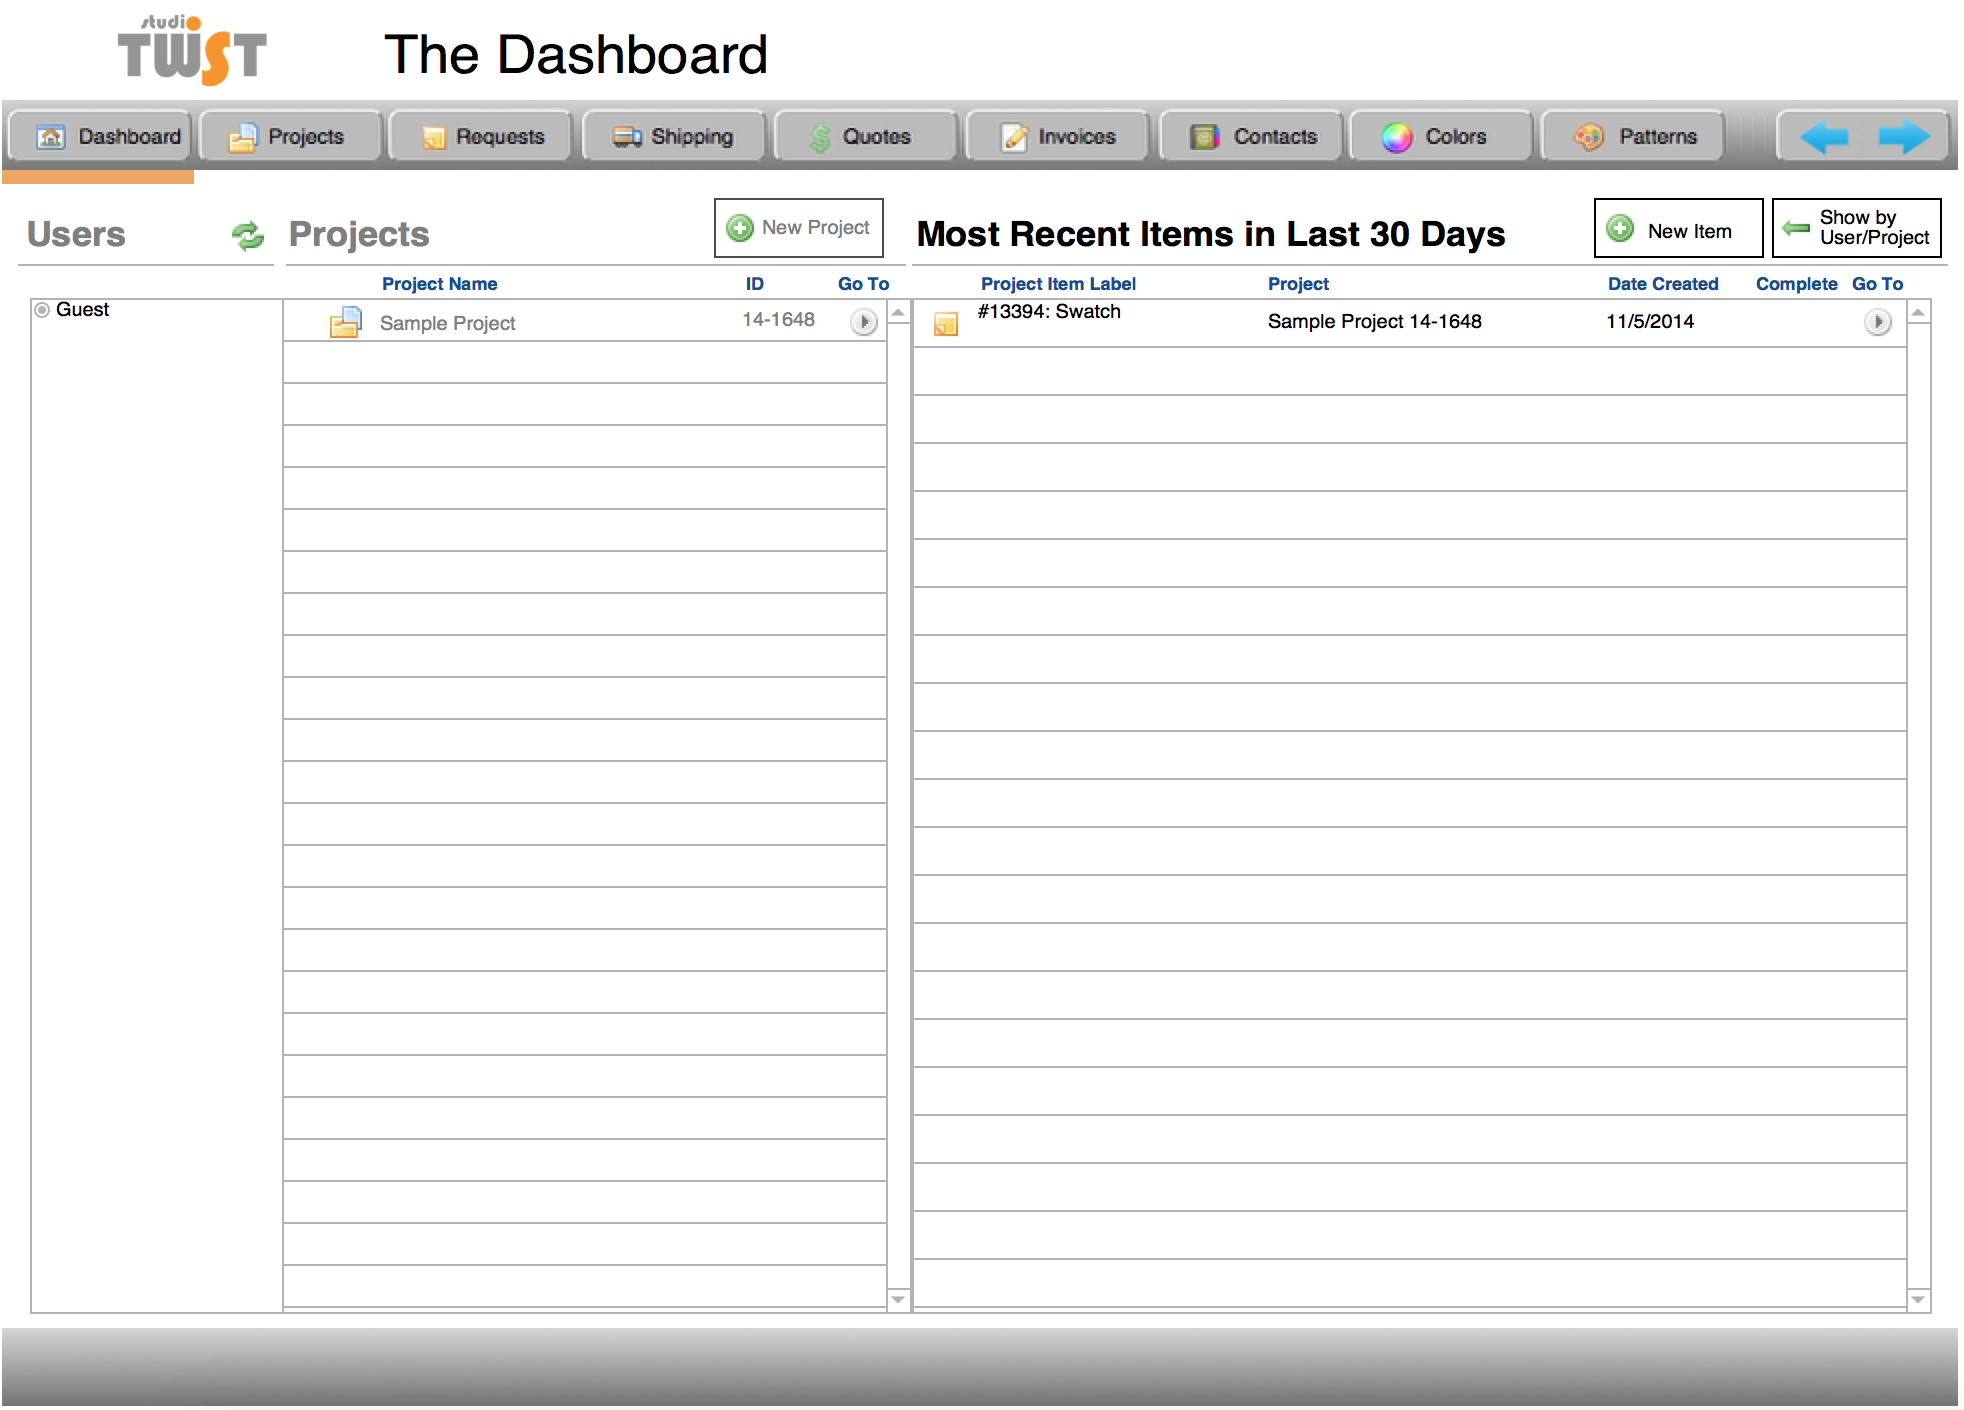 studio
TWIST
The Dashboard
Dashboard
Projects
Requests
Shipping
Quotes
Invoices
Contacts
Colors
Patterns
Users
Projects
New Project
Most Recent Items in Last 30 Days
New Item
Show by
User/Project
Project Name
ID
Go To
Project Item Label
Project
Date Created
Complete
Go To
Guest
Sample Project
14-1648
#13394: Swatch
Sample Project 14-1648
11/5/2014